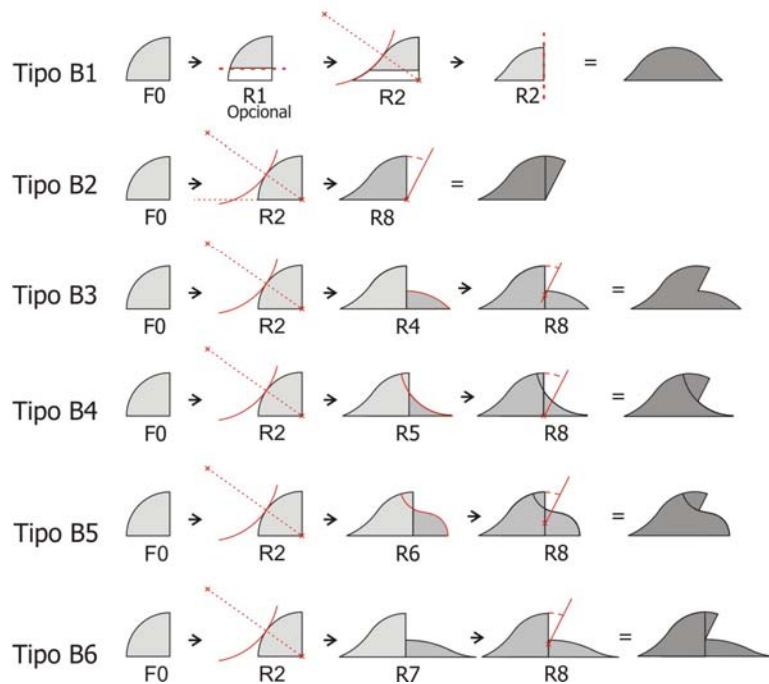 Tipo B1
F0
R1
Opcional
R2
R2
=
Tipo B2
F0
R2
R8
=
Tipo B3
F0
R2
R4
R8
=
Tipo B4
F0
R2
R5
R8
=
Tipo B5
F0
R2
R6
R8
=
Tipo B6
F0
R2
R7
R8
=